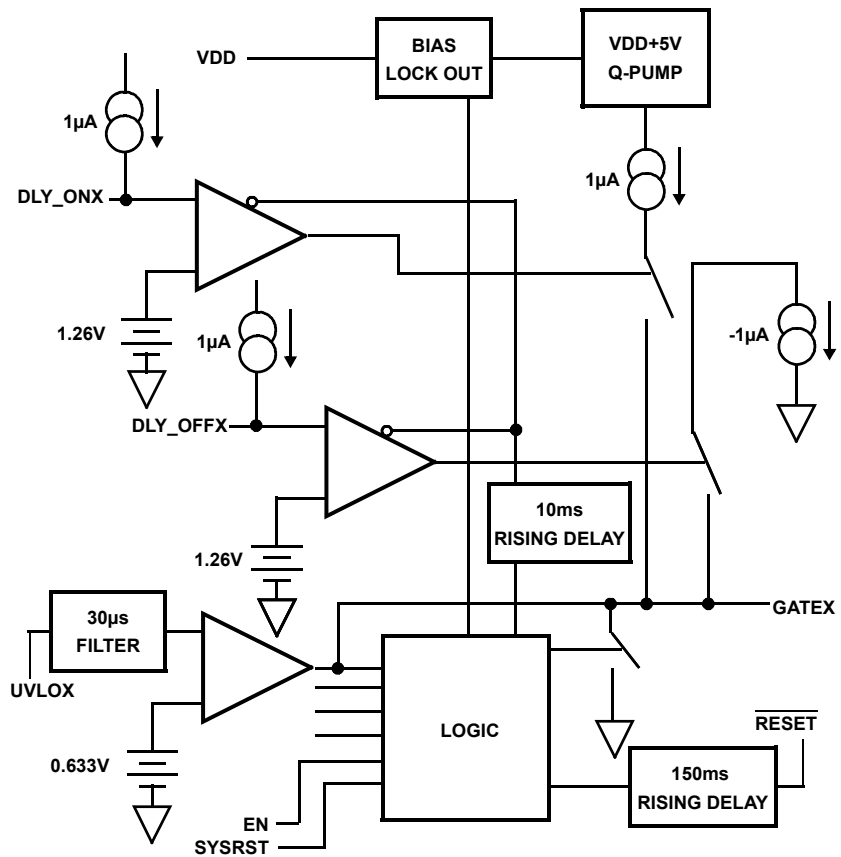 VDD
BIAS
LOCK OUT
VDD+5V
Q-PUMP
1µA
1µA
DLY_ONX
1.26V
1µA
-1µA
DLY_OFFX
10ms
RISING DELAY
1.26V
30µs
FILTER
GATEX
UVLOX
LOGIC
RESET
0.633V
150ms
RISING DELAY
EN
SYSRST